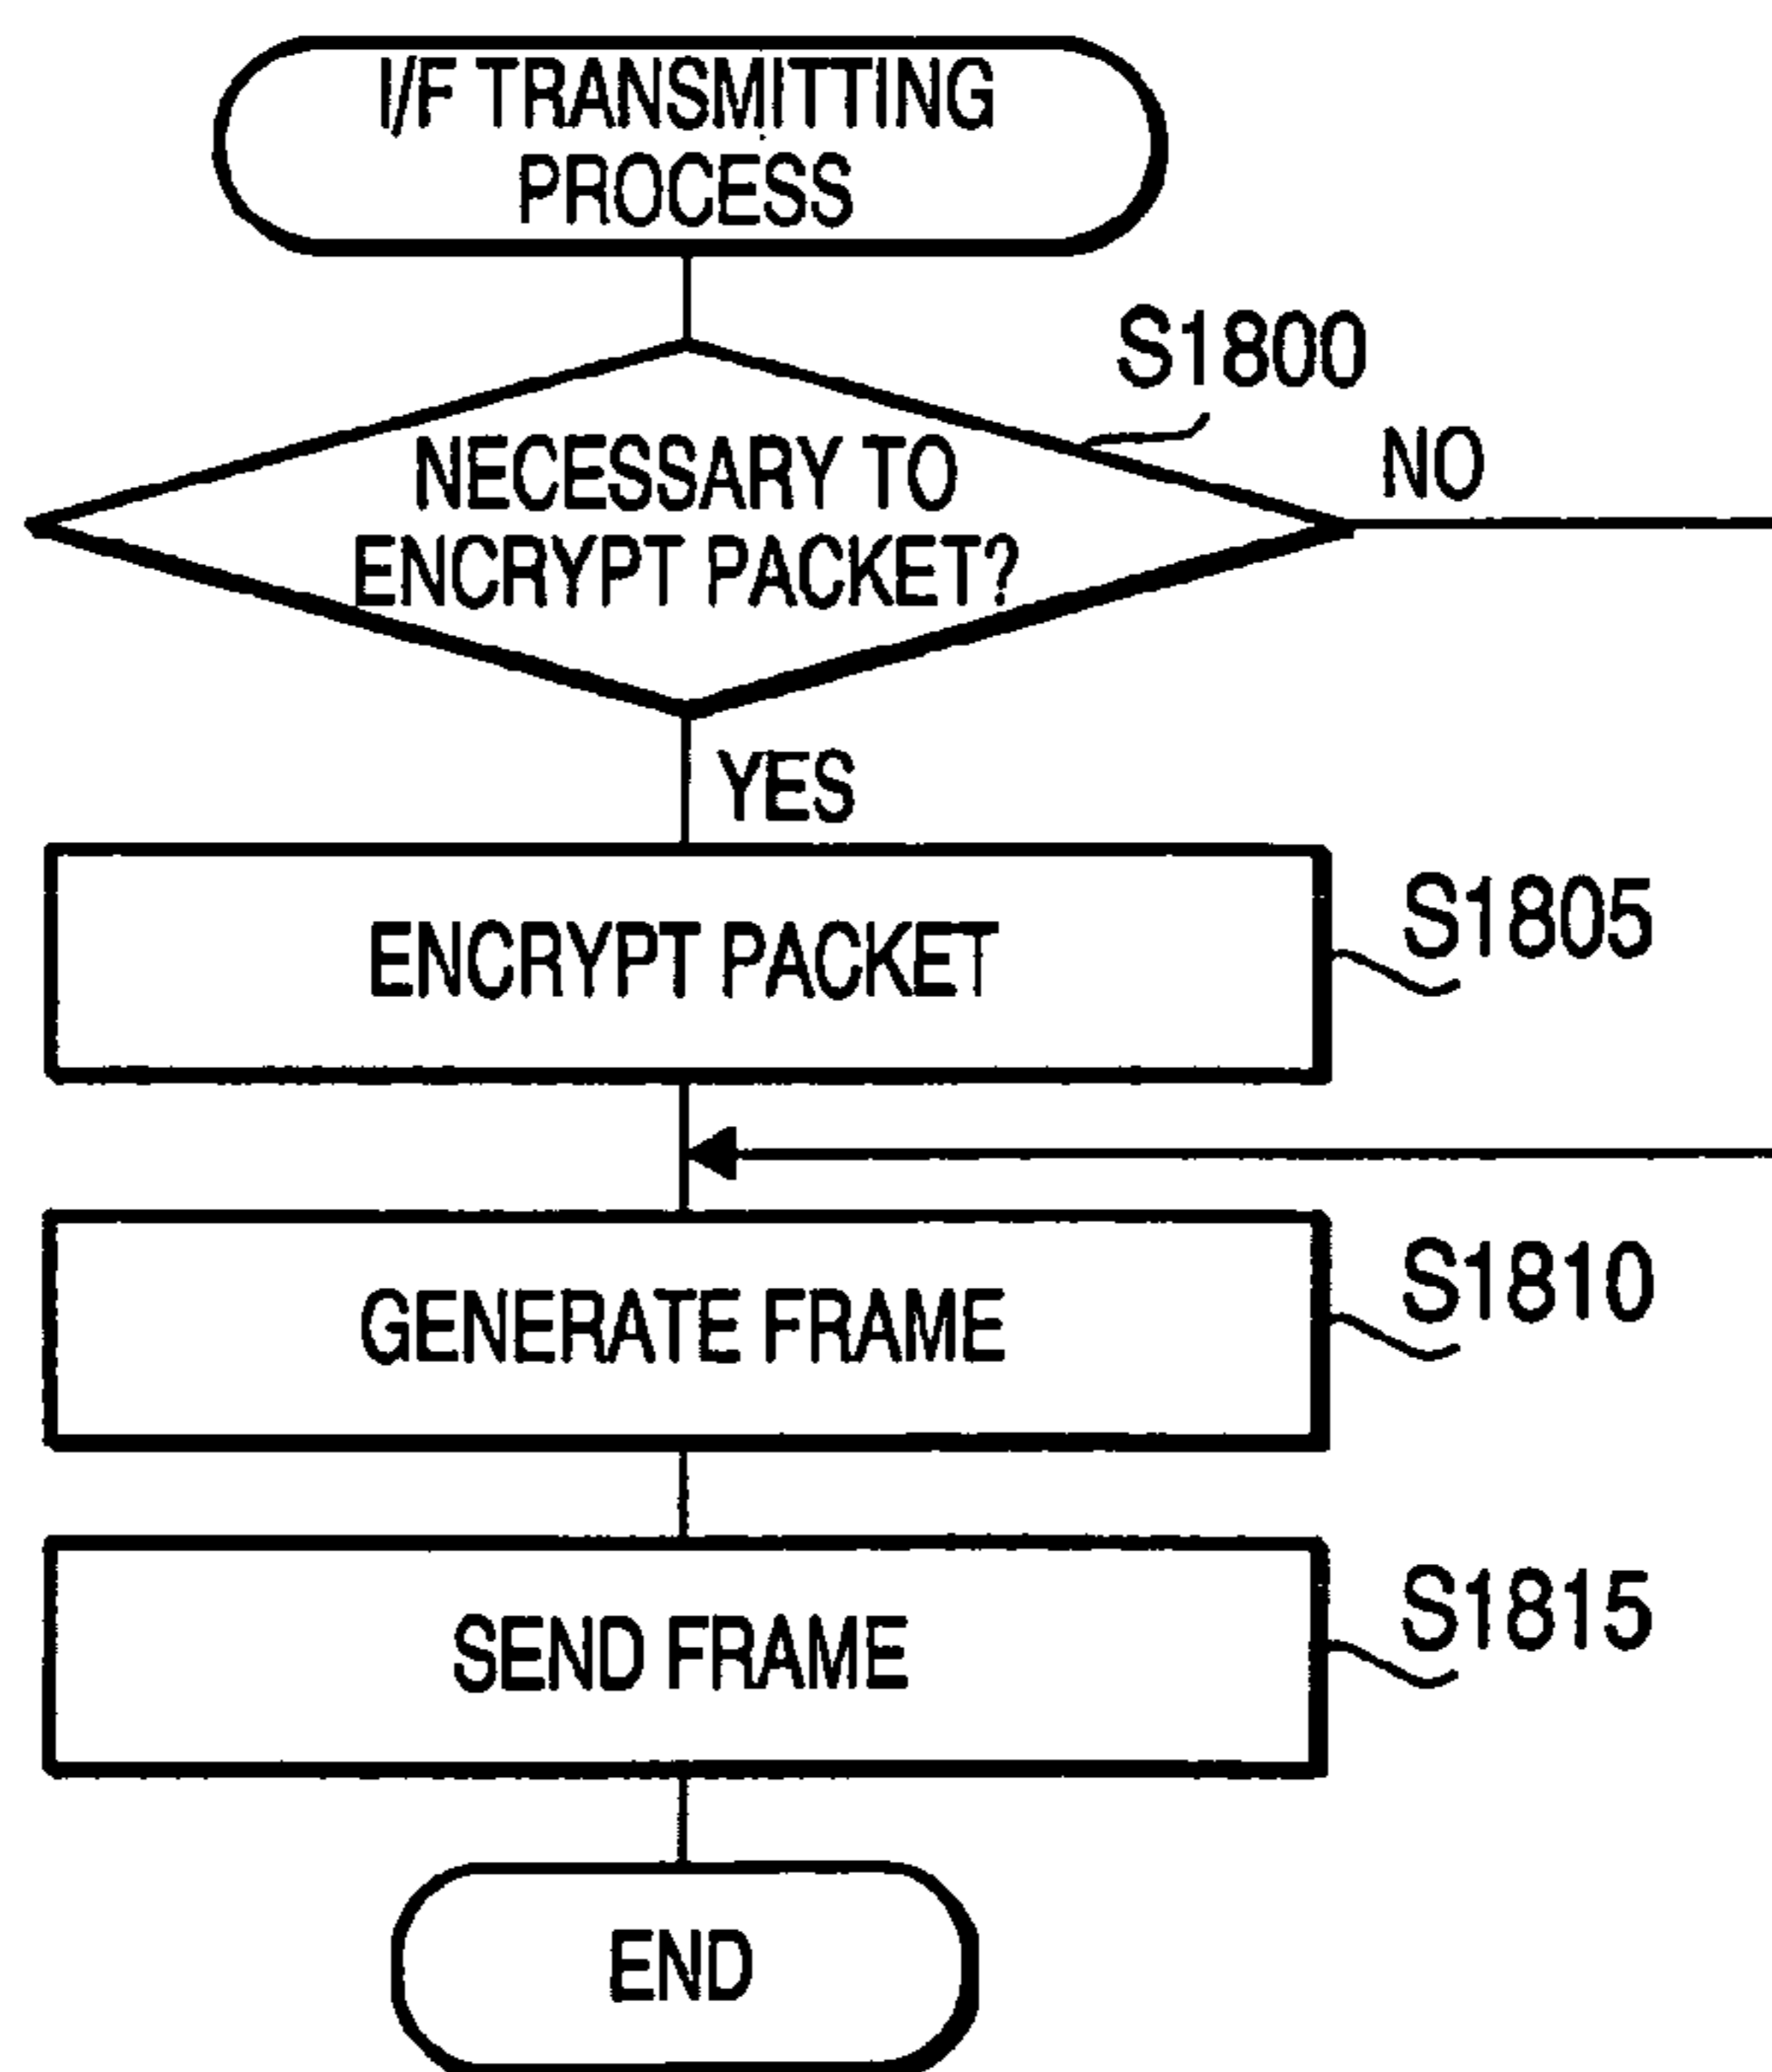 I/F TRANSMITTING
PROCESS
S1800
NECESSARY TO
ENCRYPT PACKET?
NO
YES
ENCRYPT PACKET
S1805
GENERATE FRAME
S1810
SEND FRAME
S1815
END